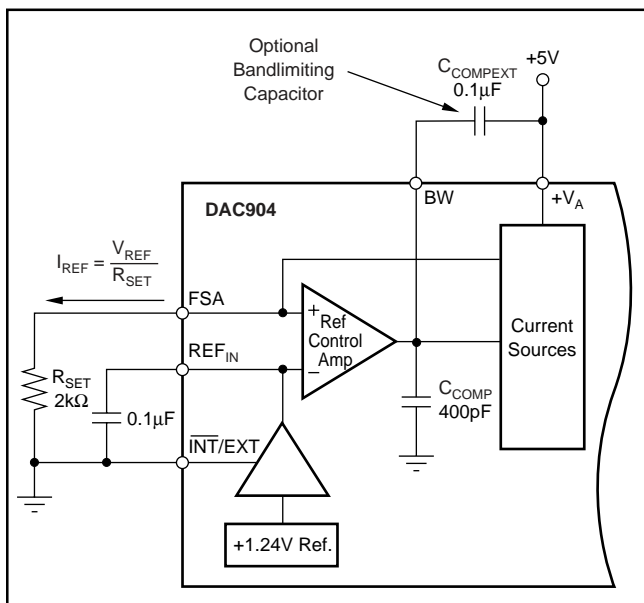 Optional
Bandlimiting
Capacitor
C_COMPEXT
0.1µF
+5V
DAC904
BW
+V_A
I_REF = V_REF / R_SET
FSA
REF_IN
+
Ref
Control
Amp
–
Current
Sources
R_SET
2kΩ
0.1µF
C_COMP
400pF
I̅N̅T̅/EXT
+1.24V Ref.